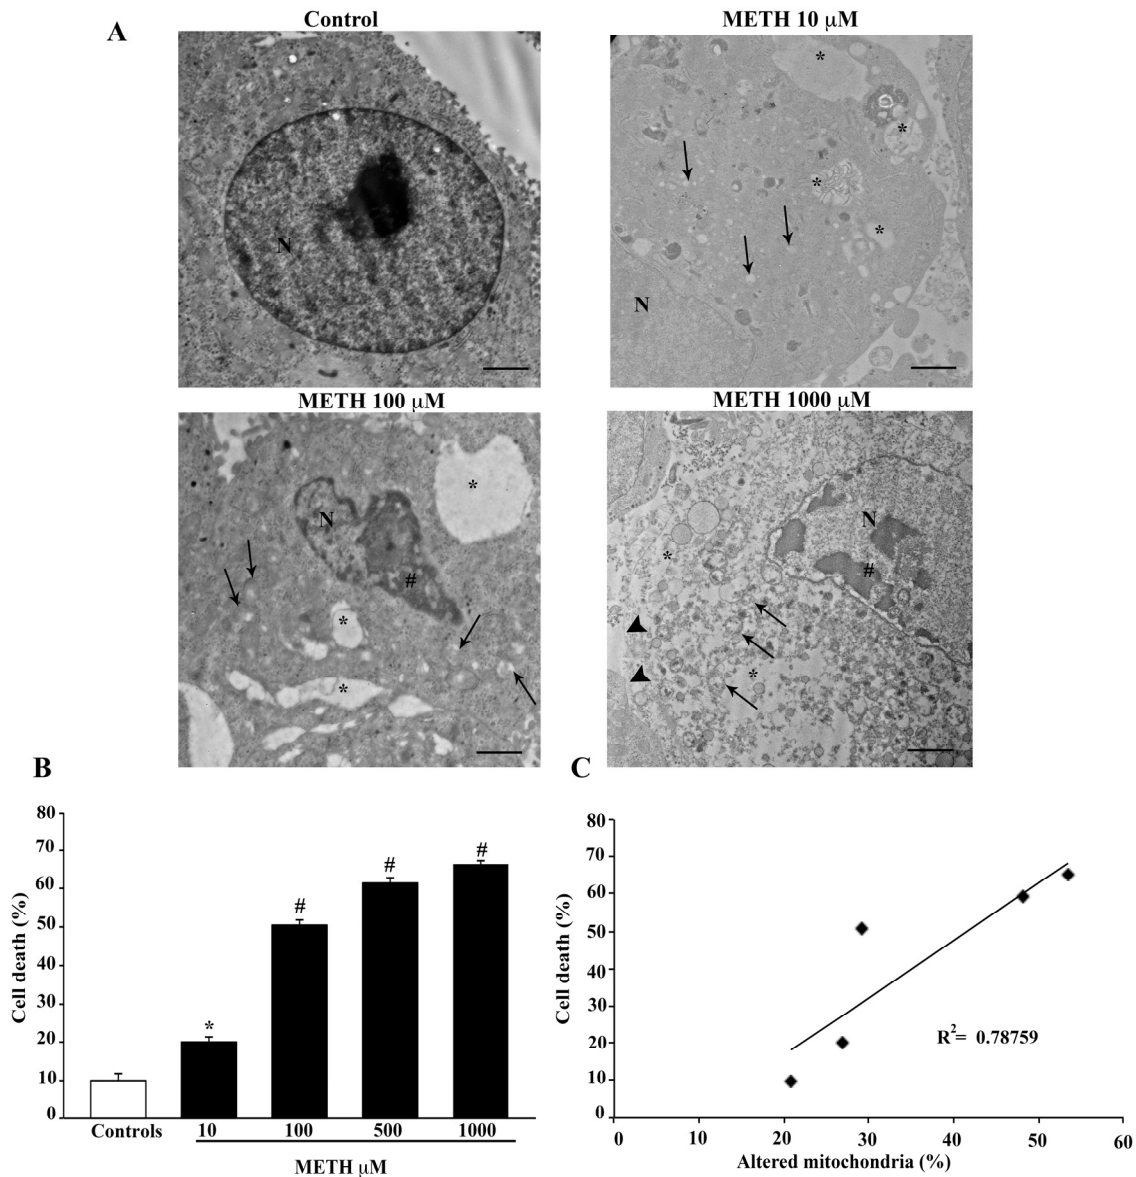 A
Control
METH 10 μM
N
*
*
*
*
N
METH 100 μM
METH 1000 μM
*
N
#
*
*
N
#
*
*
B
Cell death (%)
80
70
60
50
40
30
20
10
0
*
#
#
#
Controls
10
100
500
1000
METH μM
C
Cell death (%)
80
70
60
50
40
30
20
10
0
R²= 0.78759
0
10
20
30
40
50
60
Altered mitochondria (%)